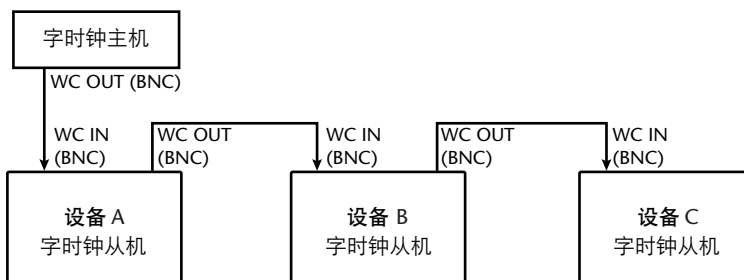 字时钟主机
WC OUT (BNC)
WC IN
(BNC)
WC OUT
(BNC)
WC IN
(BNC)
WC OUT
(BNC)
WC IN
(BNC)
设备 A
字时钟从机
设备 B
字时钟从机
设备 C
字时钟从机